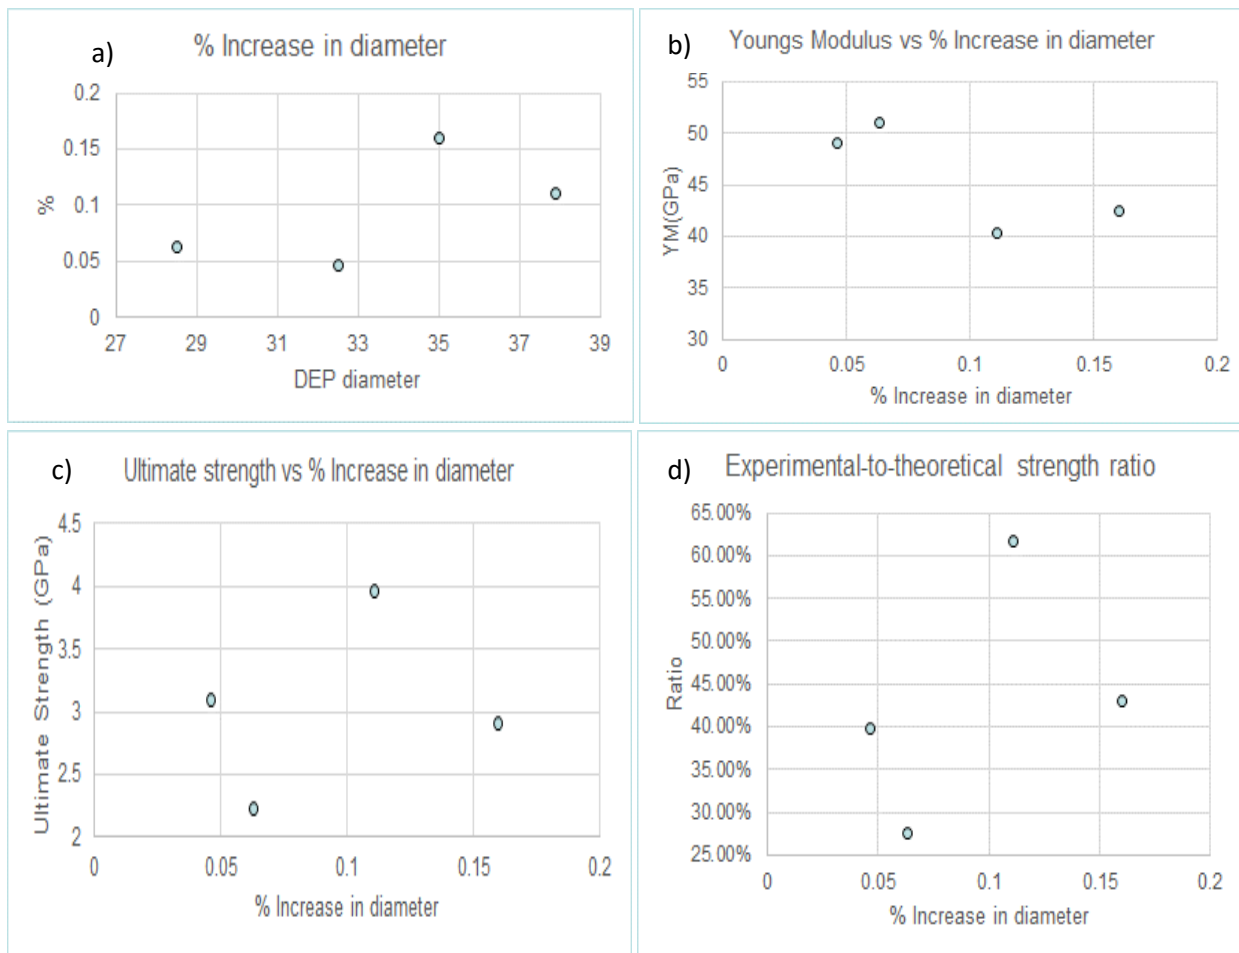 a)
% Increase in diameter
%
0.2
0.15
0.1
0.05
0
27 29 31 33 35 37 39
DEP diameter
b)
Youngs Modulus vs % Increase in diameter
YM(GPa)
55
50
45
40
35
30
0 0.05 0.1 0.15 0.2
% Increase in diameter
c)
Ultimate strength vs % Increase in diameter
Ultimate Strength (GPa)
4.5
4
3.5
3
2.5
2
0 0.05 0.1 0.15 0.2
% Increase in diameter
d)
Experimental-to-theoretical strength ratio
Ratio
65.00%
60.00%
55.00%
50.00%
45.00%
40.00%
35.00%
30.00%
25.00%
0 0.05 0.1 0.15 0.2
% Increase in diameter